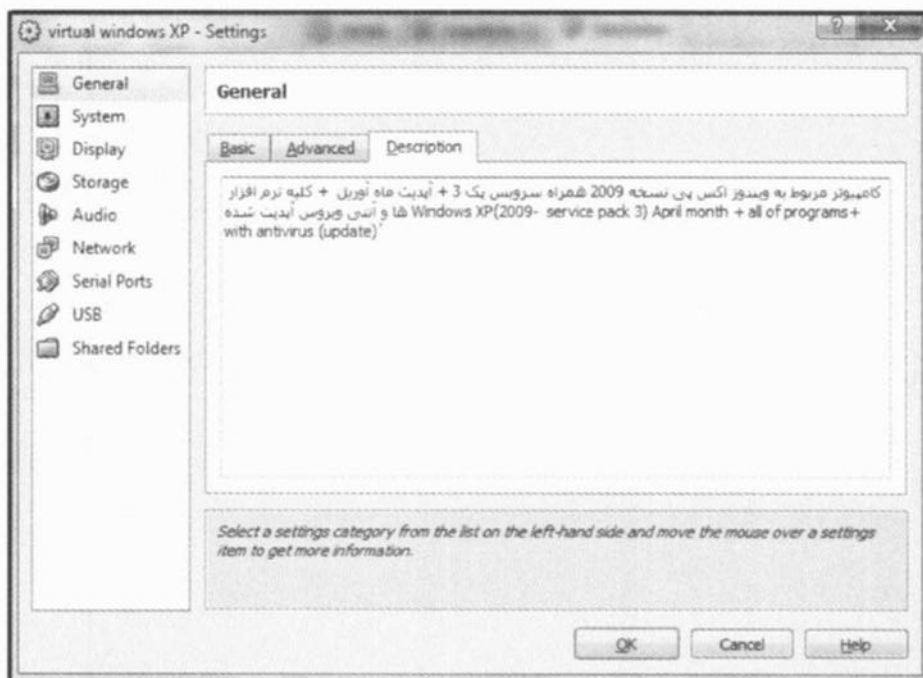 virtual windows XP - Settings
General
System
Display
Storage
Audio
Network
Serial Ports
USB
Shared Folders
General
Basic Advanced Description
کامپیوتر مربوط به ویندوز اکس پی نسخه 2009 همراه سرویس پک 3 + آپدیت ماه آوریل + کلیه نرم افزار
ها و آنتی ویروس آپدیت شده Windows XP(2009- service pack 3) April month + all of programs+
with antivirus (update)
Select a settings category from the list on the left-hand side and move the mouse over a settings
item to get more information.
OK Cancel Help